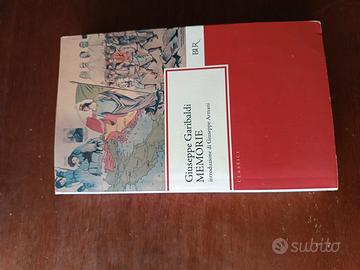 BUR
Giuseppe Garibaldi
MEMORIE
introduzione di Giuseppe Armani
CLASSICI
subito